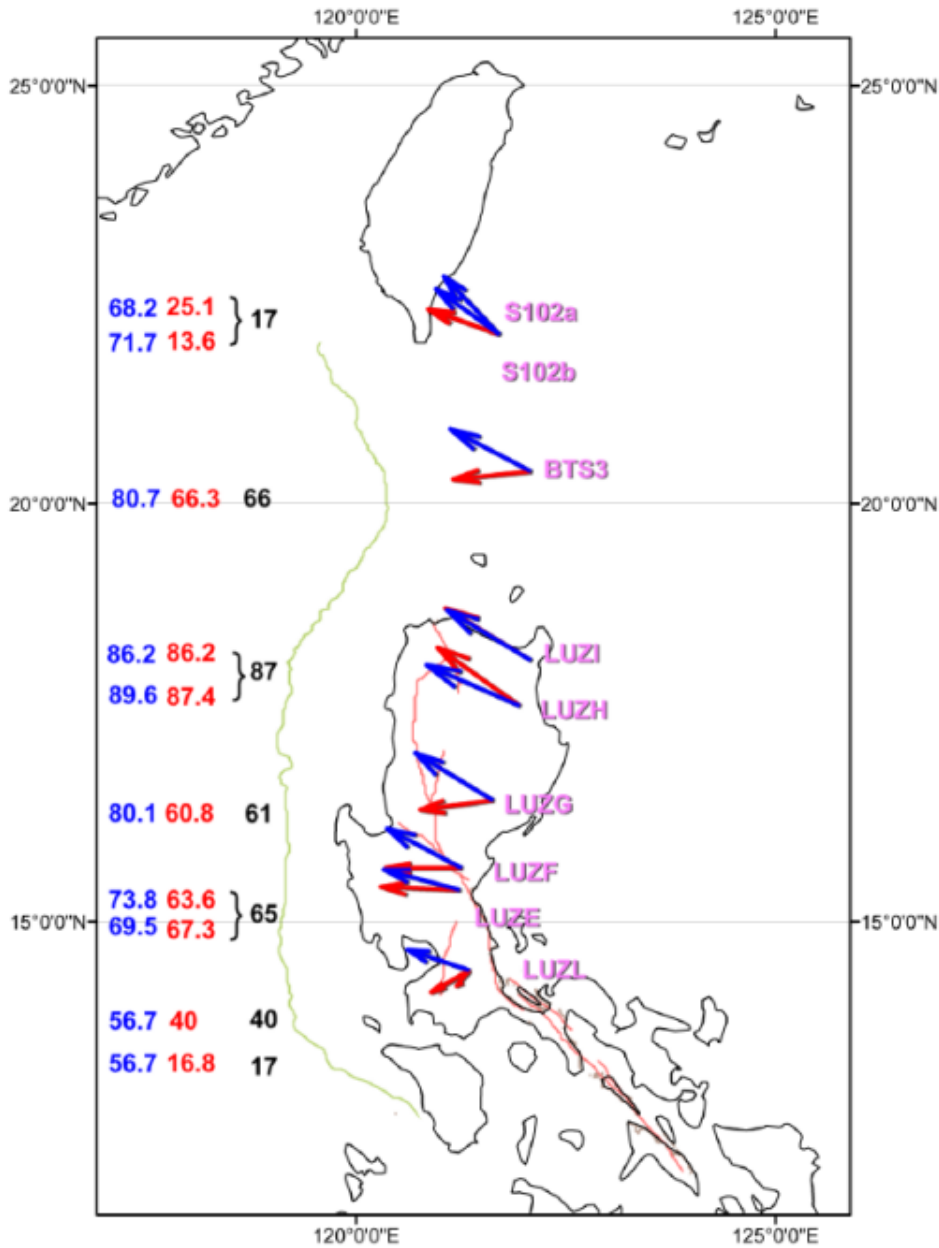 120°0'0"E 125°0'0"E
25°0'0"N 25°0'0"N
68.2 25.1 } 17 S102a
71.7 13.6
S102b
BTS3
80.7 66.3 66
20°0'0"N 20°0'0"N
86.2 86.2 } 87 LUZI
89.6 87.4 LUZH
80.1 60.8 61 LUZG
LUZF
73.8 63.6 } 65
69.5 67.3 LUZE
15°0'0"N 15°0'0"N
LUZL
56.7 40 40
56.7 16.8 17
120°0'0"E 125°0'0"E